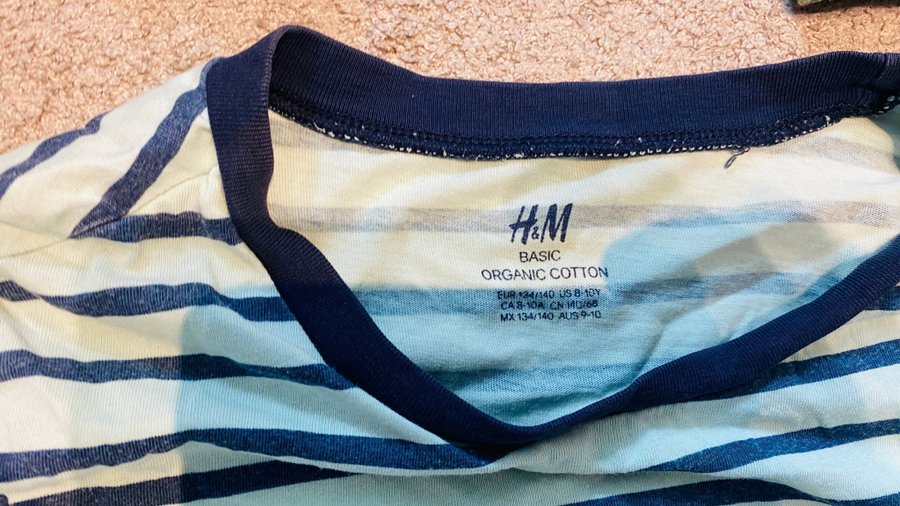 H&M
BASIC
ORGANIC COTTON
EUR 134/140 US 8-10Y
CA 8-10A CN 140/68
MX 134/140 AUS 9-10